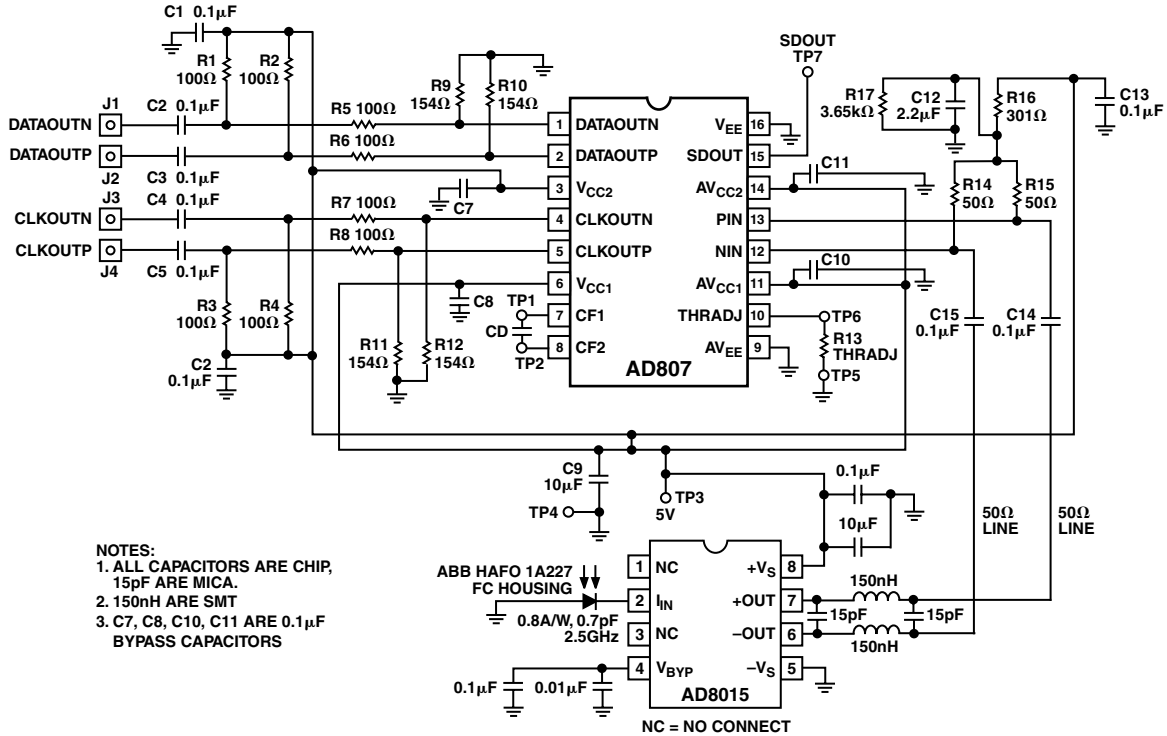 C1 0.1µF
R1
100Ω
R2
100Ω
R9
154Ω
R10
154Ω
SDOUT
TP7
R17
3.65kΩ
C12
2.2µF
R16
301Ω
C13
0.1µF
J1
C2 0.1µF
R5 100Ω
DATAOUTN
1 DATAOUTN
VEE 16
R6 100Ω
DATAOUTP
2 DATAOUTP
SDOUT 15
J2
C3 0.1µF
C11
J3
C4 0.1µF
C7
3 VCC2
AVCC2 14
R14
50Ω
R15
50Ω
R7 100Ω
CLKOUTN
4 CLKOUTN
PIN 13
R8 100Ω
CLKOUTP
5 CLKOUTP
NIN 12
J4
C5 0.1µF
C10
6 VCC1
AVCC1 11
R3
100Ω
R4
100Ω
C8
TP1
7 CF1
THRADJ 10
TP6
C15
0.1µF
C14
0.1µF
CD
R13
THRADJ
R11
154Ω
R12
154Ω
TP2
8 CF2
AVEE 9
TP5
AD807
C2
0.1µF
C9
10µF
TP4
TP3
5V
0.1µF
10µF
50Ω
LINE
50Ω
LINE
NOTES:
1. ALL CAPACITORS ARE CHIP,
15pF ARE MICA.
2. 150nH ARE SMT
3. C7, C8, C10, C11 ARE 0.1µF
BYPASS CAPACITORS
ABB HAFO 1A227
FC HOUSING
0.8A/W, 0.7pF
2.5GHz
1 NC
+VS 8
150nH
2 IIN
+OUT 7
15pF
15pF
3 NC
–OUT 6
150nH
4 VBYP
–VS 5
0.1µF
0.01µF
AD8015
NC = NO CONNECT